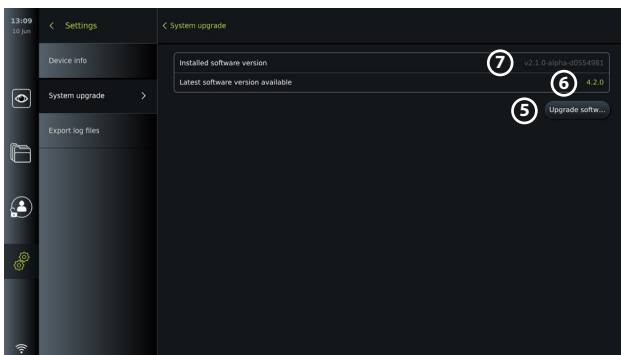 13:09
10 Jun
Settings
System upgrade
Device info
System upgrade
Export log files
Installed software version 7 v2.1.0-alpha-d0554981
Latest software version available 6 4.2.0
5 Upgrade softw...